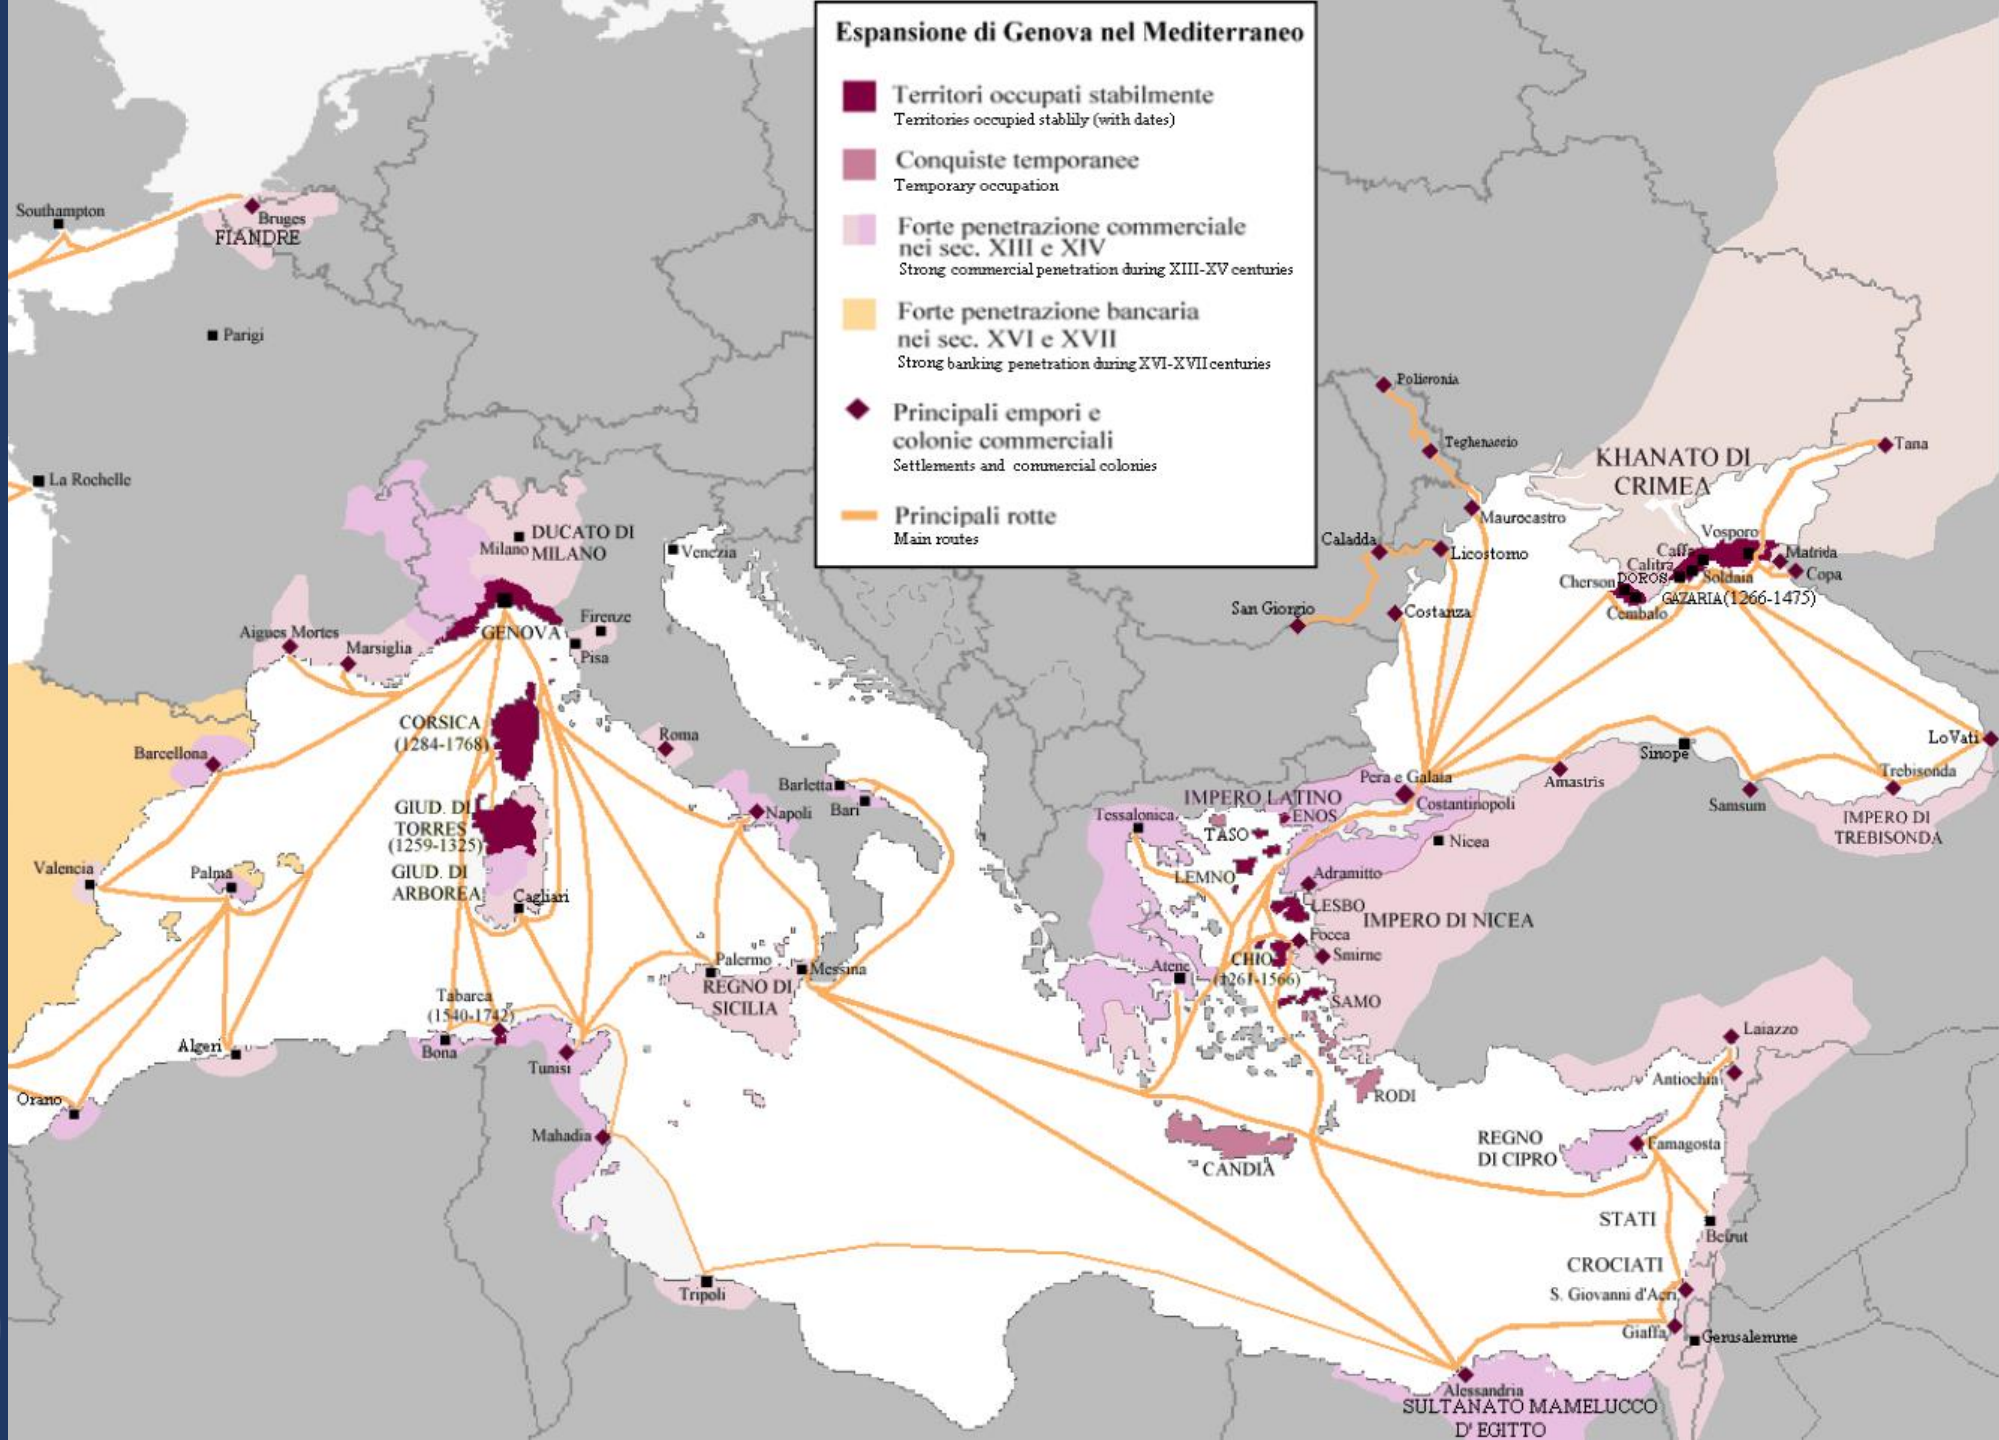 Espansione di Genova nel Mediterraneo
Territori occupati stabilmente
Territories occupied stablily (with dates)
Conquiste temporanee
Temporary occupation
Forte penetrazione commerciale
nei sec. XIII e XIV
Strong commercial penetration during XIII-XV centuries
Forte penetrazione bancaria
nei sec. XVI e XVII
Strong banking penetration during XVI-XVII centuries
Principali empori e
colonie commerciali
Settlements and commercial colonies
Principali rotte
Main routes
Southampton
Bruges
FIANDRE
Parigi
La Rochelle
Milano
DUCATO DI
MILANO
Venezia
GENOVA
Firenze
Pisa
Aigues Mortes
Marsiglia
CORSICA
(1284-1768)
Roma
Barcellona
Barletta
Bari
Napoli
GIUD. DI
TORRES
(1259-1325)
GIUD. DI
ARBOREA
Cagliari
Valencia
Palma
Palermo
Messina
REGNO DI
SICILIA
Tabarca
(1540-1742)
Algeri
Bona
Tunisi
Orano
Mahadia
Tripoli
Policronia
Teghenaccio
Maurocastro
Caladda
Licostomo
San Giorgio
Costanza
KHANATO DI
CRIMEA
Tana
Vosporo
Caffa
Matrida
Calitra
Copa
Cherson
DOROS
Soldaia
GAZARIA(1266-1475)
Cembalo
LoVati
Sinope
Trebisonda
Amastris
Samsum
IMPERO DI
TREBISONDA
Pera e Galaia
Costantinopoli
IMPERO LATINO
ENOS
Tessalonica
TASO
Nicea
LEMNO
Adramitto
LESBO
IMPERO DI NICEA
Focea
Smirne
CHIO
(1261-1566)
Atene
SAMO
RODI
CANDIA
Laiazzo
Antiochia
REGNO
DI CIPRO
Famagosta
STATI
CROCIATI
Beirut
S. Giovanni d'Acri
Giaffa
Gerusalemme
Alessandria
SULTANATO MAMELUCCO
D' EGITTO